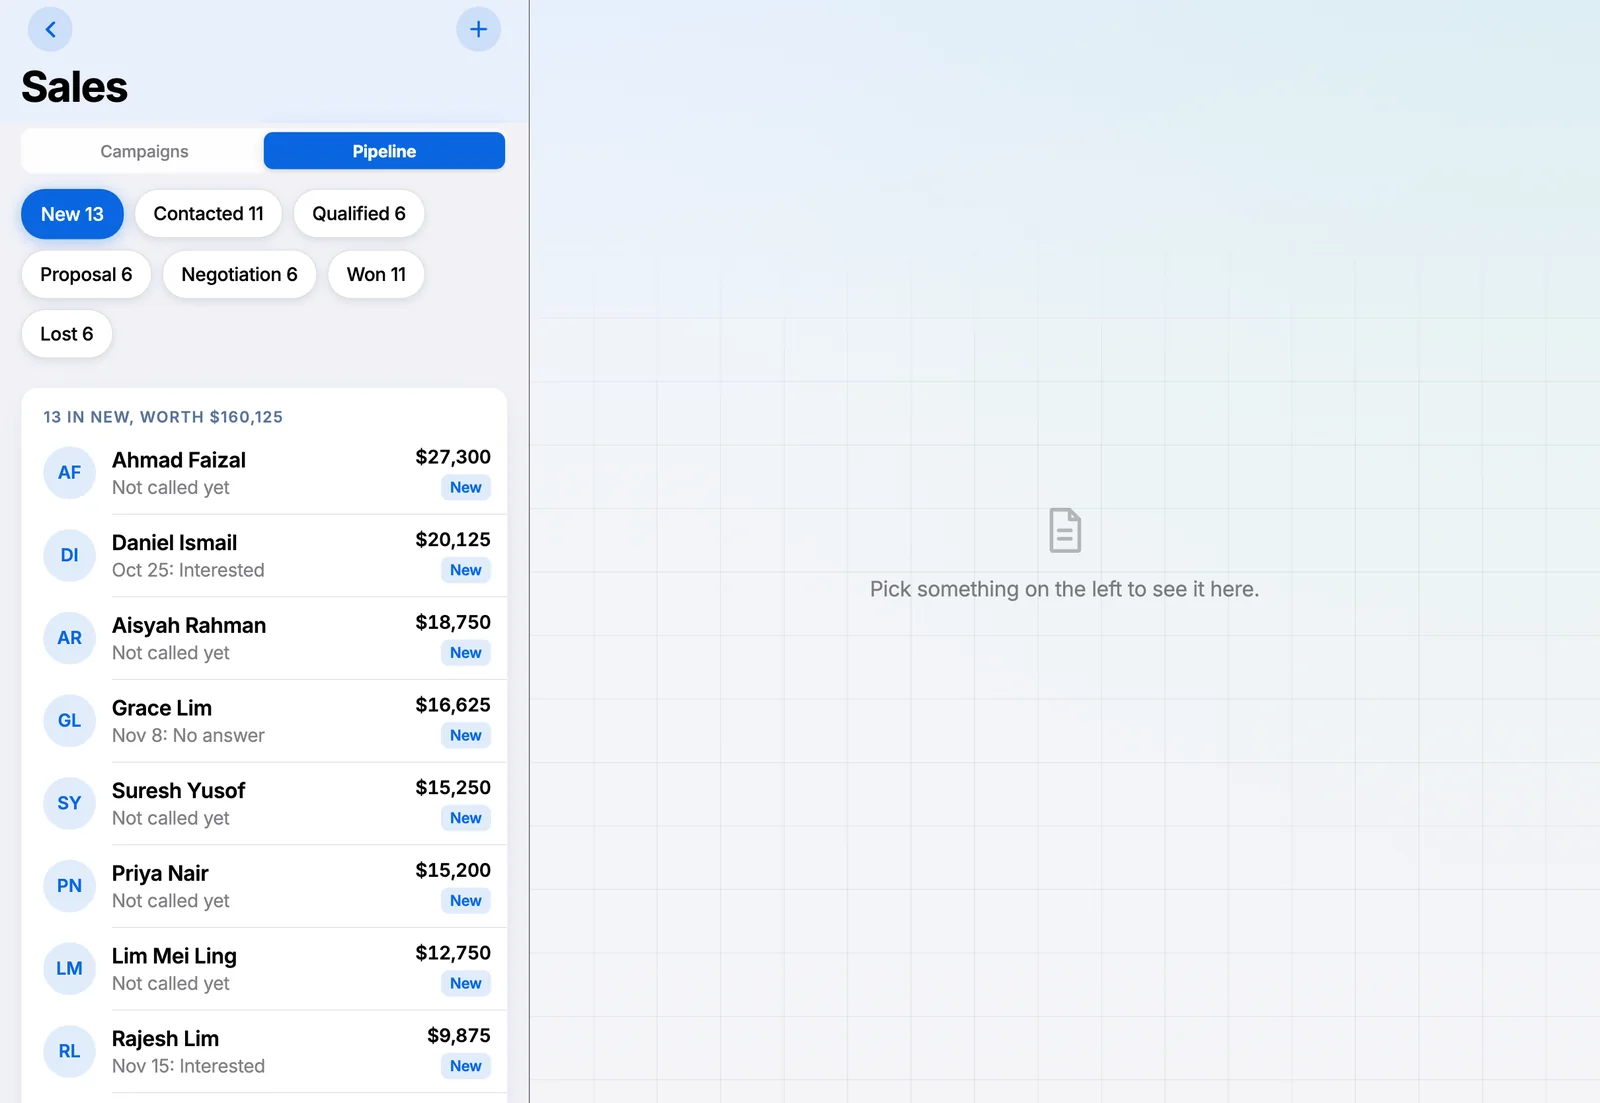 Sales
Campaigns
Pipeline
New 13
Contacted 11
Qualified 6
Proposal 6
Negotiation 6
Won 11
Lost 6
13 IN NEW, WORTH $160,125
AF
Ahmad Faizal
$27,300
Not called yet
New
DI
Daniel Ismail
$20,125
Oct 25: Interested
New
AR
Aisyah Rahman
$18,750
Not called yet
New
GL
Grace Lim
$16,625
Nov 8: No answer
New
SY
Suresh Yusof
$15,250
Not called yet
New
PN
Priya Nair
$15,200
Not called yet
New
LM
Lim Mei Ling
$12,750
Not called yet
New
RL
Rajesh Lim
$9,875
Nov 15: Interested
New
Pick something on the left to see it here.